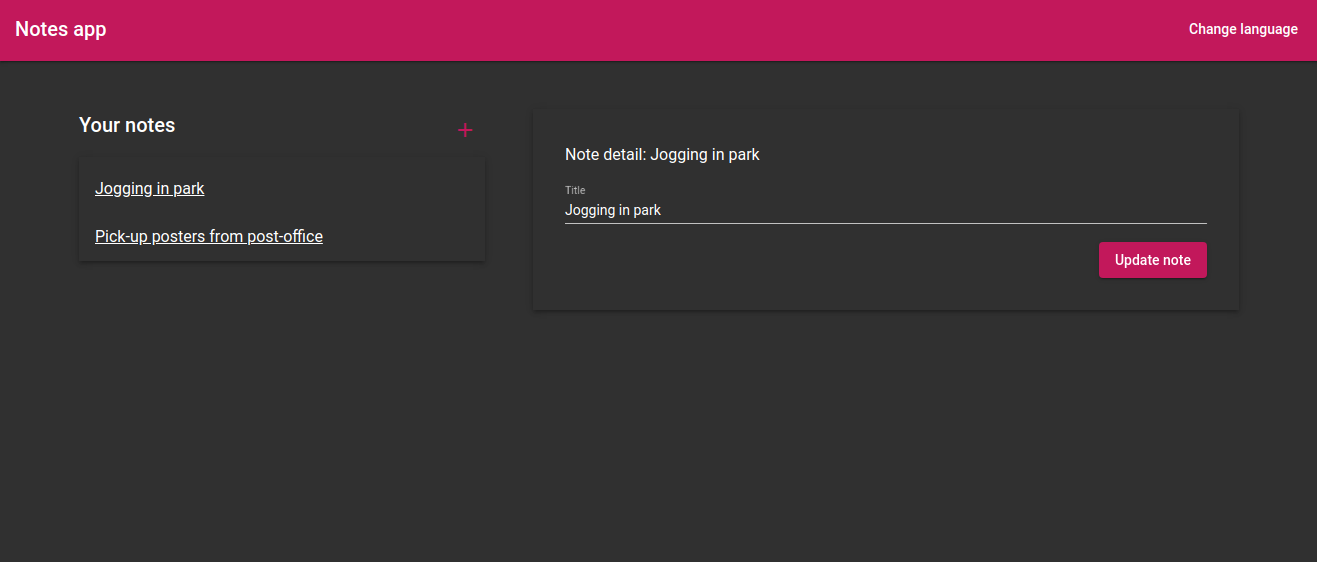 Notes app
Change language
Your notes
+
Jogging in park
Pick-up posters from post-office
Note detail: Jogging in park
Title
Jogging in park
Update note